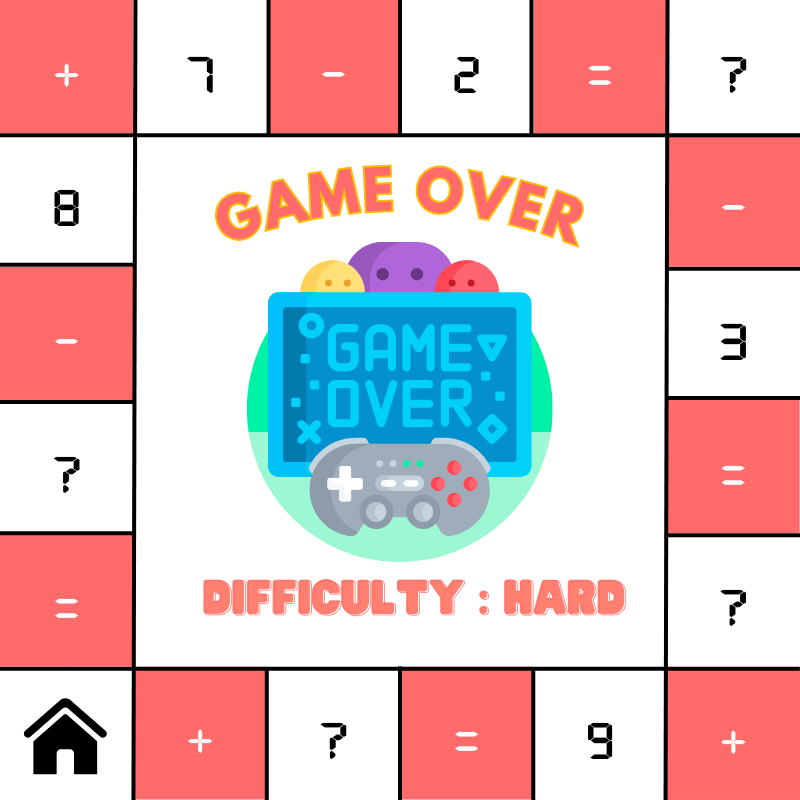 + 7 - 2 = ?
8 -
GAME OVER
- 3
GAME
OVER
? =
DIFFICULTY : HARD
= ?
+ ? = 9 +